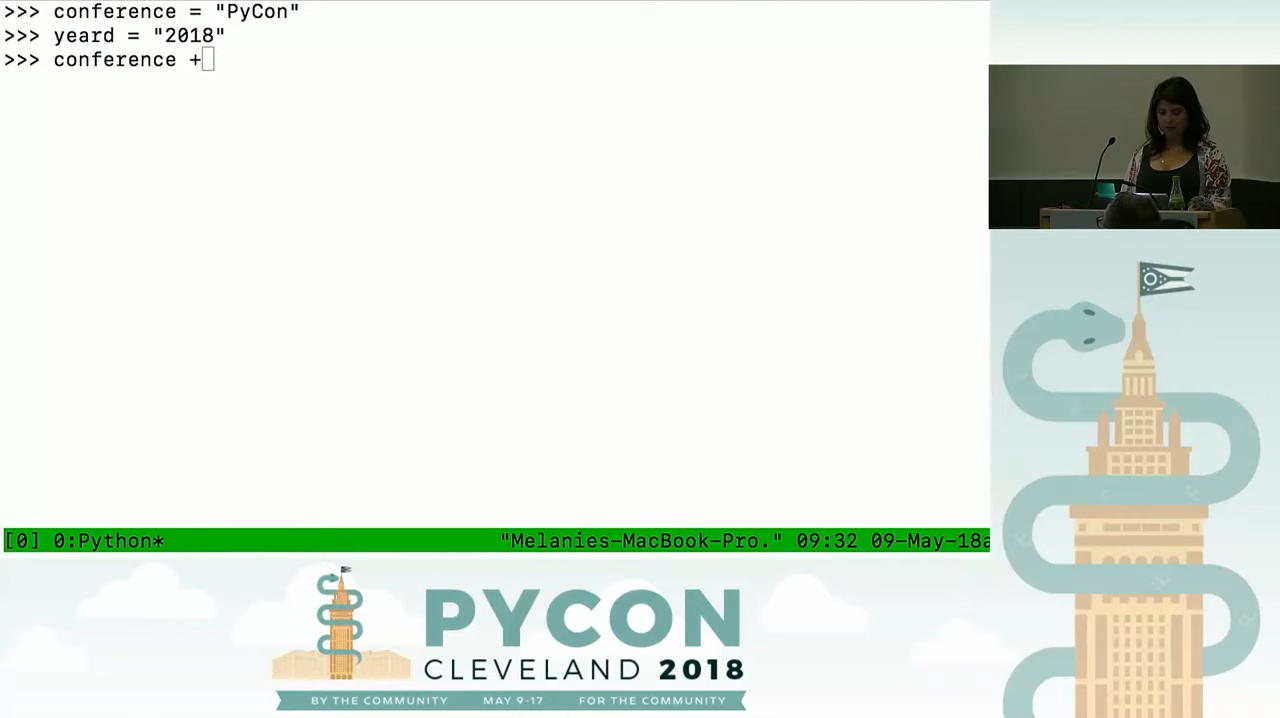 >>> conference = "PyCon"
>>> yeard = "2018"
>>> conference +
[0] 0:Python*    "Melanies-MacBook-Pro." 09:32 09-May-18a
PYCON
CLEVELAND 2018
BY THE COMMUNITY    MAY 9-17    FOR THE COMMUNITY